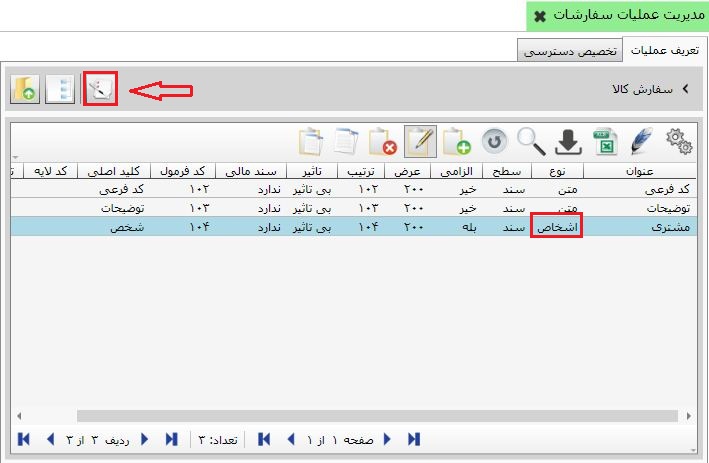 مدیریت عملیات سفارشات
تعریف عملیات تخصیص دسترسی
سفارش کالا
عنوان نوع سطح الزامی عرض ترتیب تاثیر سند مالی کد فرمول کلید اصلی کد لایه
کد فرعی متن سند خیر ۲۰۰ ۱۰۲ بی تاثیر ندارد ۱۰۲ کد فرعی
توضیحات متن سند خیر ۲۰۰ ۱۰۳ بی تاثیر ندارد ۱۰۳ توضیحات
مشتری اشخاص سند بله ۲۰۰ ۱۰۴ بی تاثیر ندارد ۱۰۴ شخص
صفحه ۱ از ۱ تعداد: ۳ ردیف ۳ از ۳